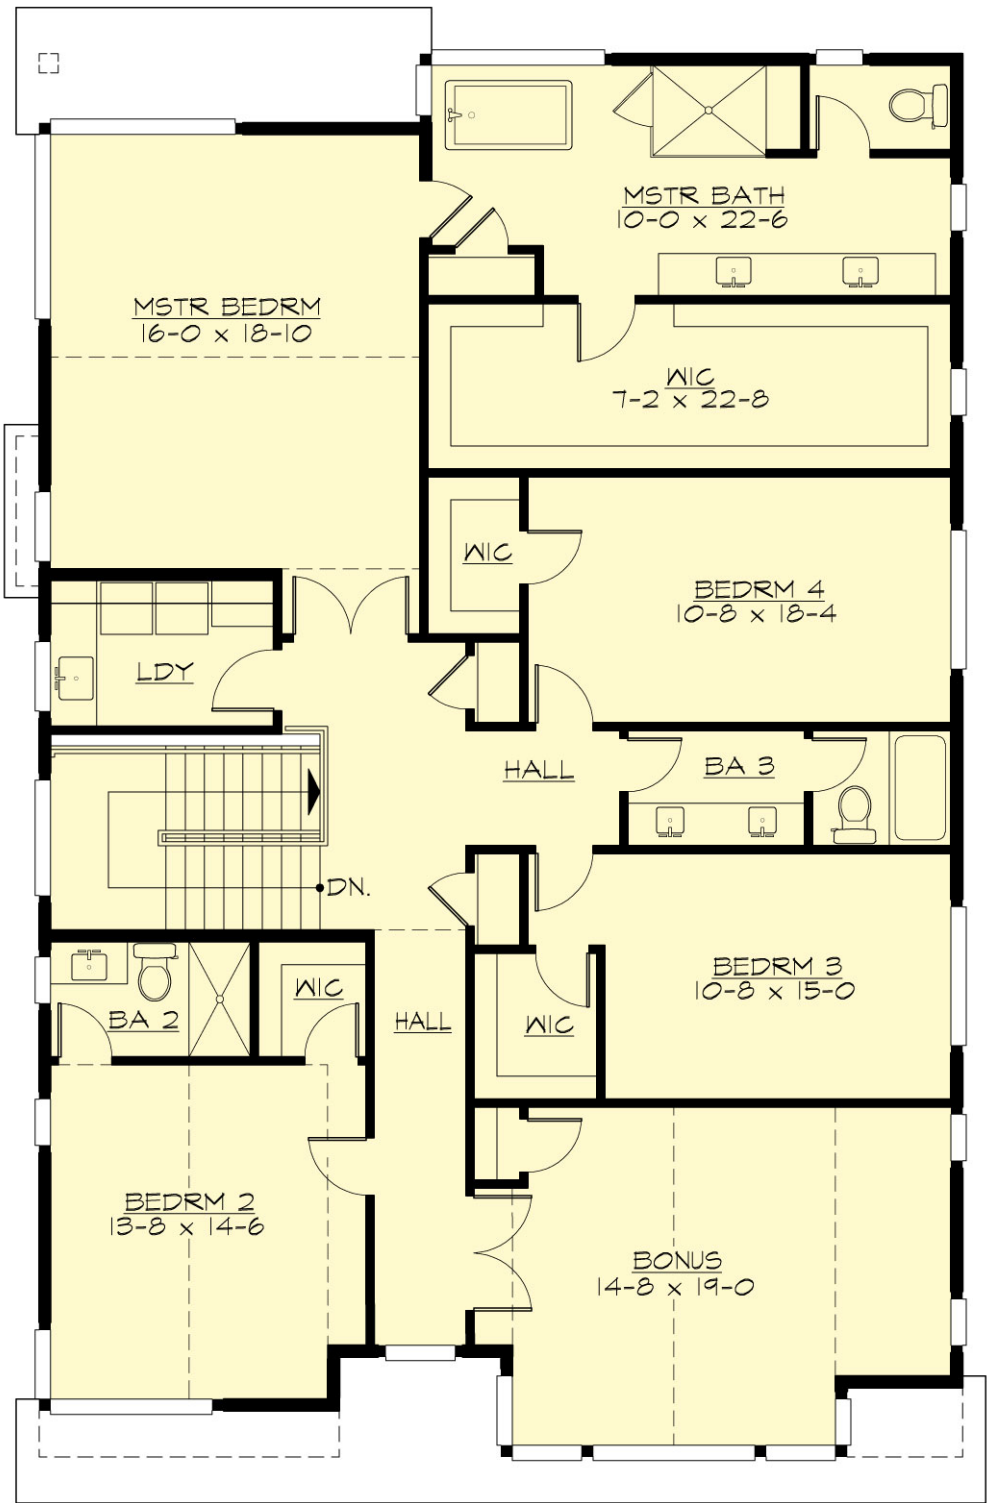 MSTR BATH
10-0 x 22-6
MSTR BEDRM
16-0 x 18-10
WIC
7-2 x 22-8
WIC
BEDRM 4
10-8 x 18-4
LDY
HALL
BA 3
DN.
BEDRM 3
10-8 x 15-0
WIC
BA 2
HALL
WIC
BEDRM 2
13-8 x 14-6
BONUS
14-8 x 19-0